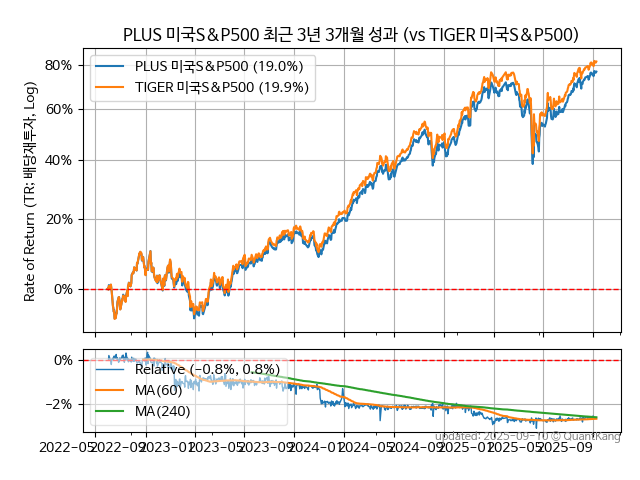 PLUS 미국S&P500 최근 3년 3개월 성과 (vs TIGER 미국S&P500)
PLUS 미국S&P500 (19.0%)
TIGER 미국S&P500 (19.9%)
80%
60%
40%
20%
0%
Rate of Return (TR: 배당재투자, Log)
Relative (-0.8%, 0.8%)
MA(60)
MA(240)
0%
-2%
2022-05 2022-09 2023-01 2023-05 2023-09 2024-01 2024-05 2024-09 2025-01 2025-05 2025-09
updated: 2025-09-10 © QuantKang